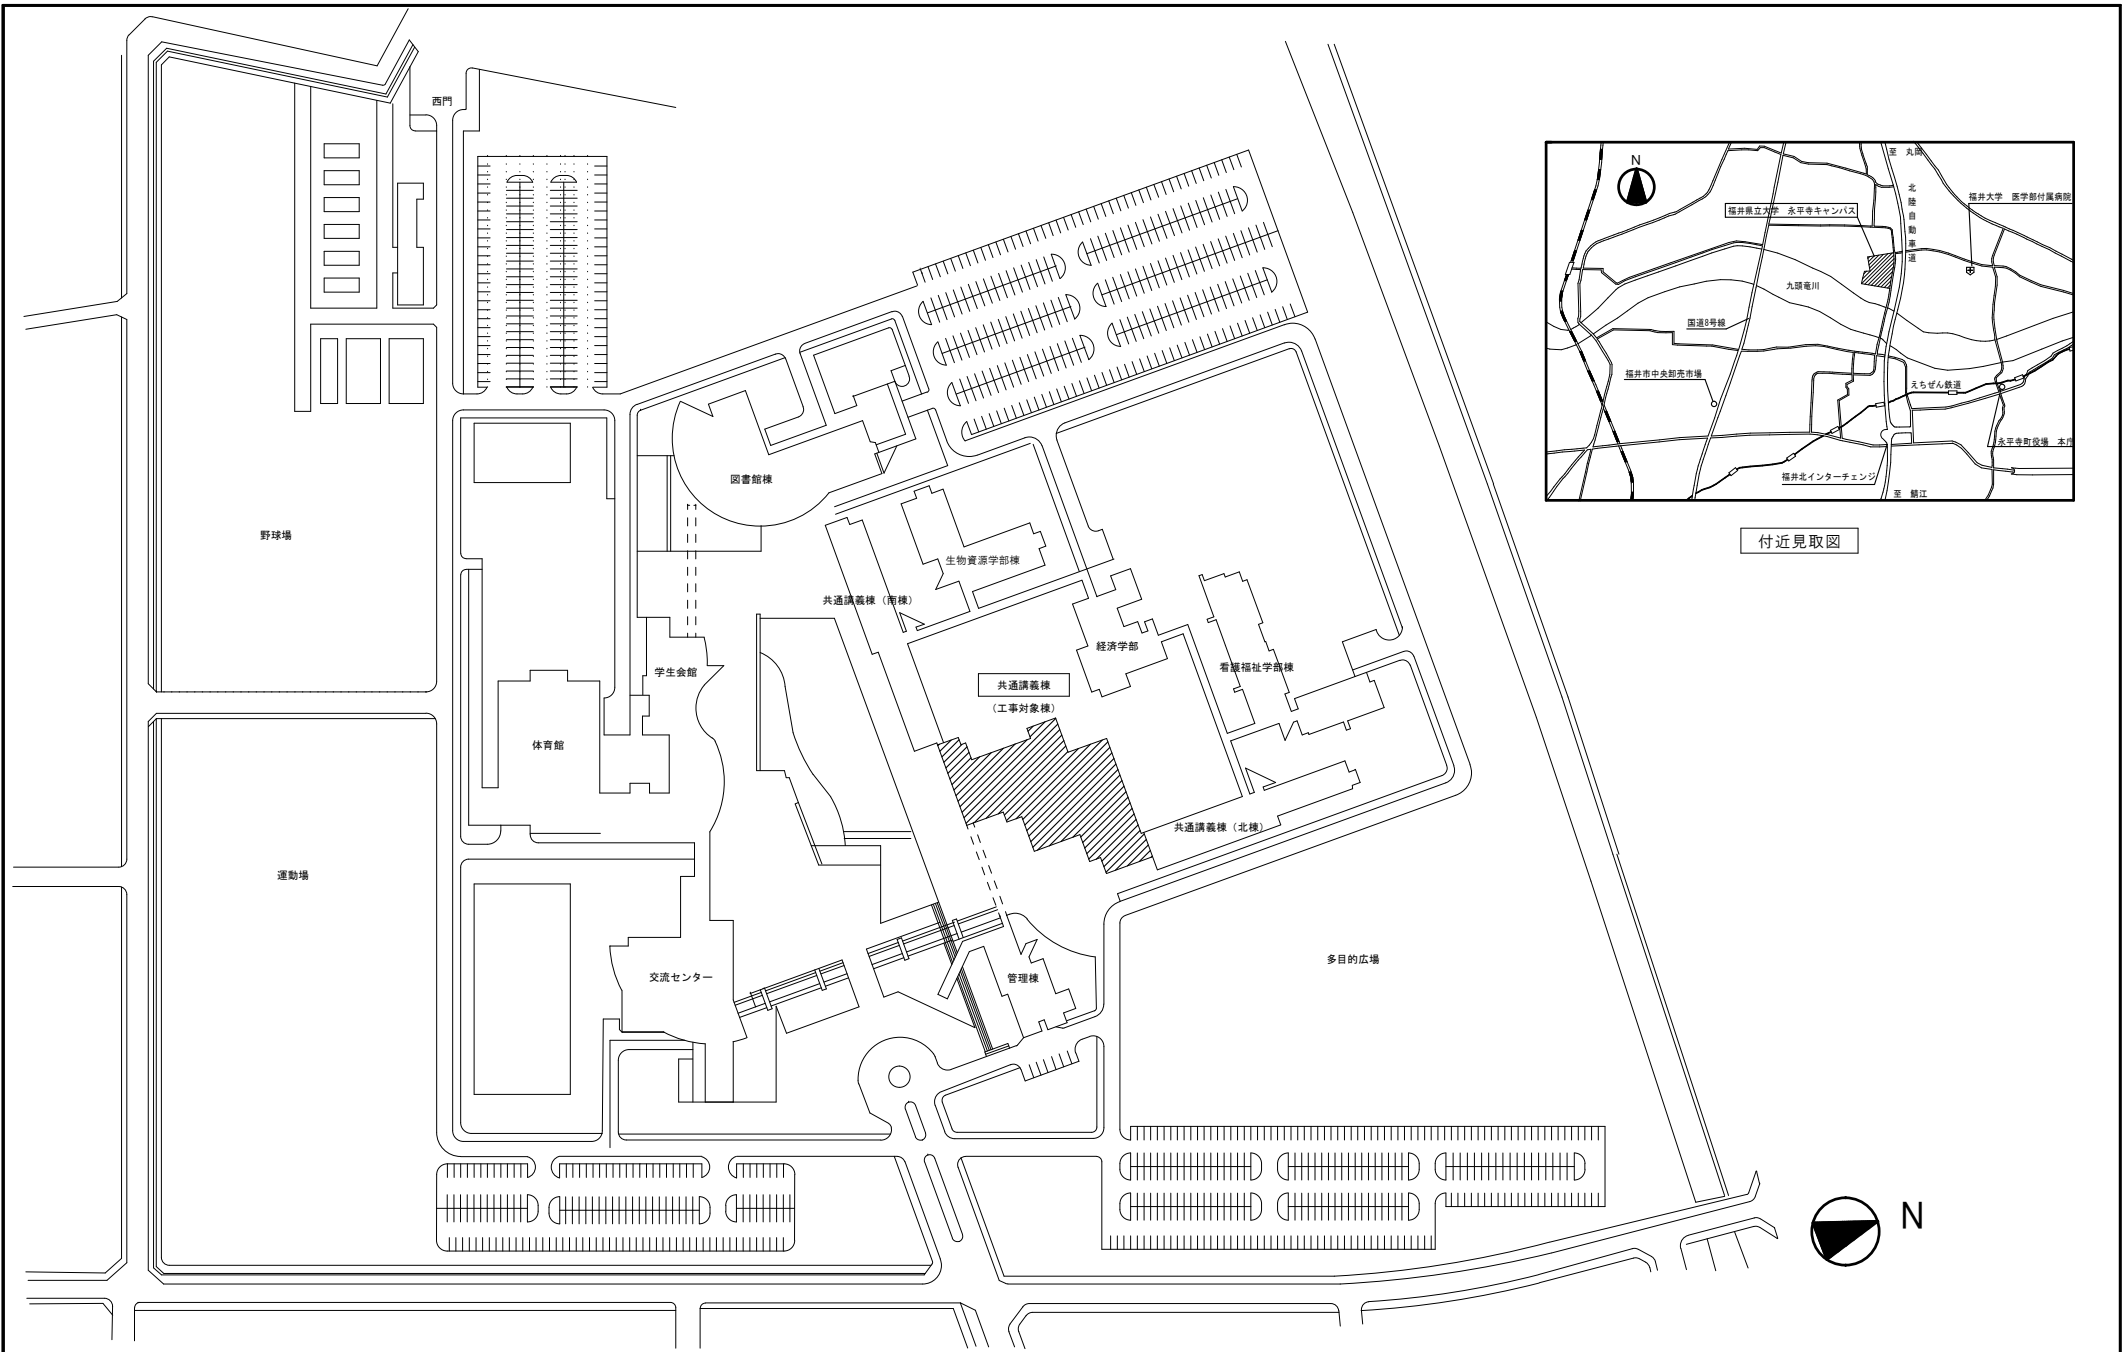 西門
野球場
運動場
図書館棟
生物資源学部棟
共通講義棟（南棟）
学生会館
体育館
経済学部
看護福祉学部棟
共通講義棟
（工事対象棟）
共通講義棟（北棟）
交流センター
管理棟
多目的広場
N
至　丸岡
北陸自動車道
福井大学　医学部付属病院
福井県立大学　永平寺キャンパス
九頭竜川
国道8号線
福井市中央卸売市場
えちぜん鉄道
永平寺町役場　本庁
福井北インターチェンジ
至　鯖江
付近見取図
N